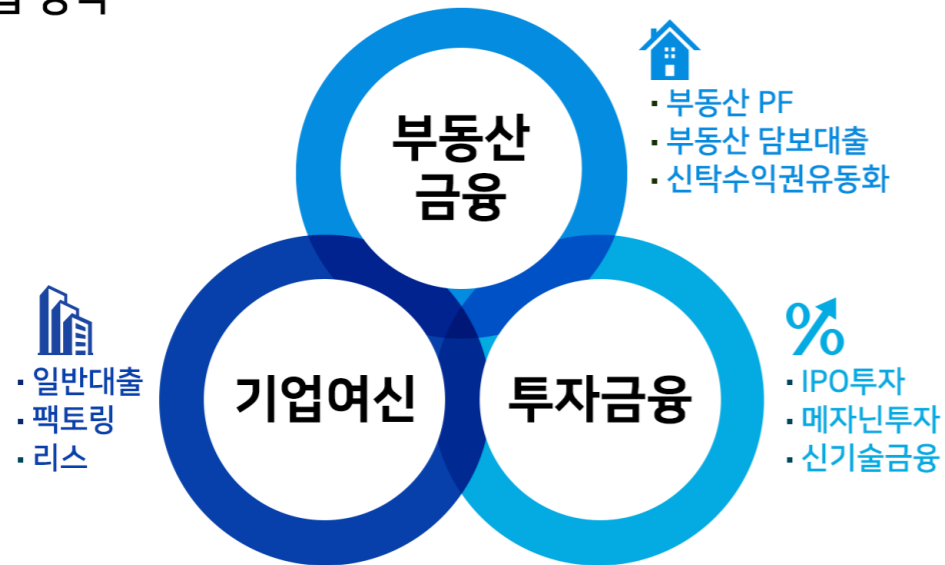 부동산
금융
· 부동산 PF
· 부동산 담보대출
· 신탁수익권유동화
기업여신
· 일반대출
· 팩토링
· 리스
투자금융
%
· IPO투자
· 메자닌투자
· 신기술금융